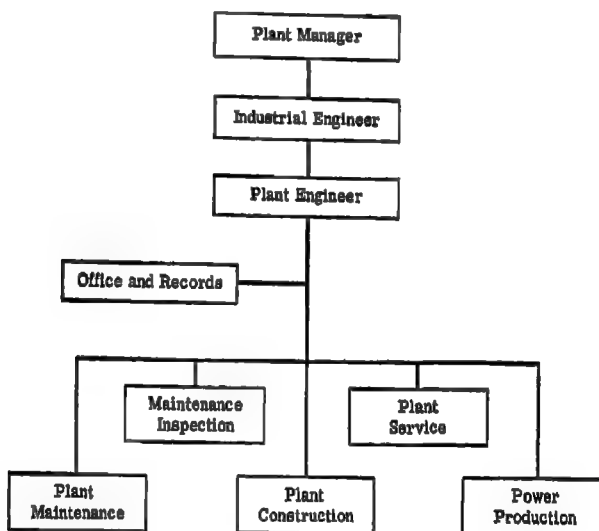 Plant Manager
Industrial Engineer
Plant Engineer
Office and Records
Maintenance
Inspection
Plant
Service
Plant
Maintenance
Plant
Construction
Power
Production